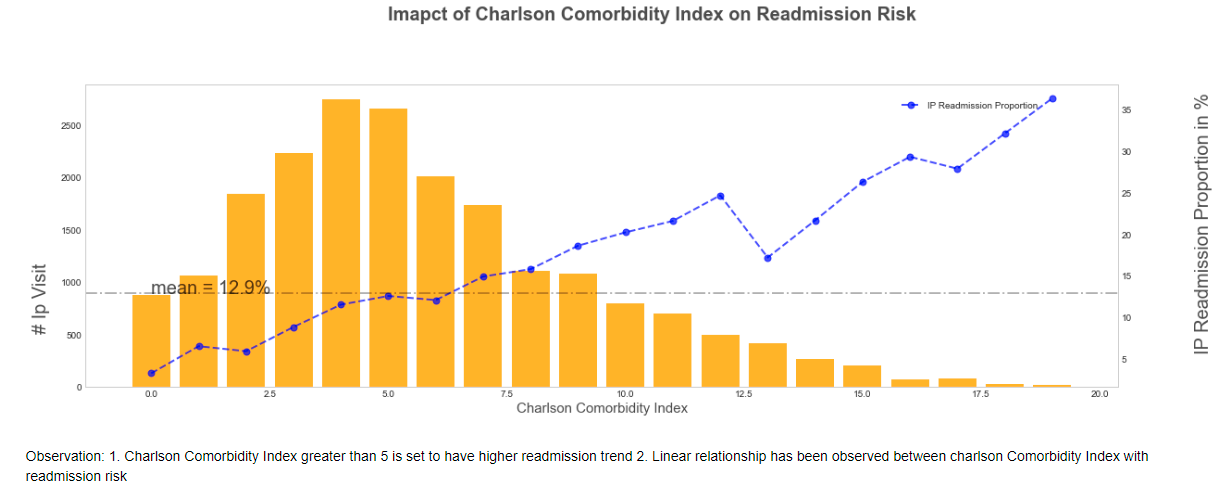 Imapct of Charlson Comorbidity Index on Readmission Risk
IP Readmission Proportion
2500
2000
1500
1000
500
0
# Ip Visit
mean = 12.9%
35
30
25
20
15
10
5
IP Readmission Proportion in %
0.0 2.5 5.0 7.5 10.0 12.5 15.0 17.5 20.0
Charlson Comorbidity Index
Observation: 1. Charlson Comorbidity Index greater than 5 is set to have higher readmission trend 2. Linear relationship has been observed between charlson Comorbidity Index with
readmission risk